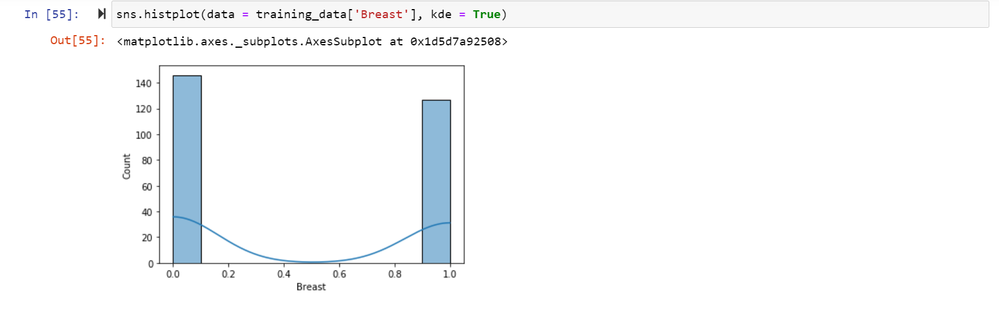 In [55]: sns.histplot(data = training_data['Breast'], kde = True)
Out[55]: <matplotlib.axes._subplots.AxesSubplot at 0x1d5d7a92508>
140
120
100
80
60
40
20
0
Count
0.0 0.2 0.4 0.6 0.8 1.0
Breast